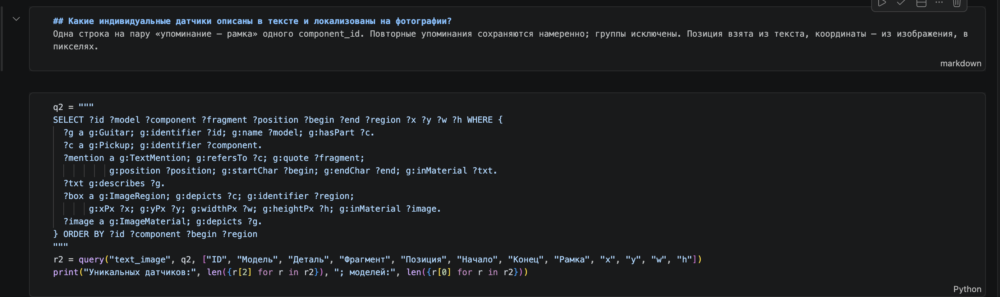 ## Какие индивидуальные датчики описаны в тексте и локализованы на фотографии?
Одна строка на пару «упоминание – рамка» одного component_id. Повторные упоминания сохраняются намеренно; группы исключены. Позиция взята из текста, координаты – из изображения, в
пикселях.
markdown
q2 = """
SELECT ?id ?model ?component ?fragment ?position ?begin ?end ?region ?x ?y ?w ?h WHERE {
  ?g a g:Guitar; g:identifier ?id; g:name ?model; g:hasPart ?c.
  ?c a g:Pickup; g:identifier ?component.
  ?mention a g:TextMention; g:refersTo ?c; g:quote ?fragment;
           g:position ?position; g:startChar ?begin; g:endChar ?end; g:inMaterial ?txt.
  ?txt g:describes ?g.
  ?box a g:ImageRegion; g:depicts ?c; g:identifier ?region;
       g:xPx ?x; g:yPx ?y; g:widthPx ?w; g:heightPx ?h; g:inMaterial ?image.
  ?image a g:ImageMaterial; g:depicts ?g.
} ORDER BY ?id ?component ?begin ?region
"""
r2 = query("text_image", q2, ["ID", "Модель", "Деталь", "Фрагмент", "Позиция", "Начало", "Конец", "Рамка", "x", "y", "w", "h"])
print("Уникальных датчиков:", len({r[2] for r in r2}), "; моделей:", len({r[0] for r in r2}))
Python